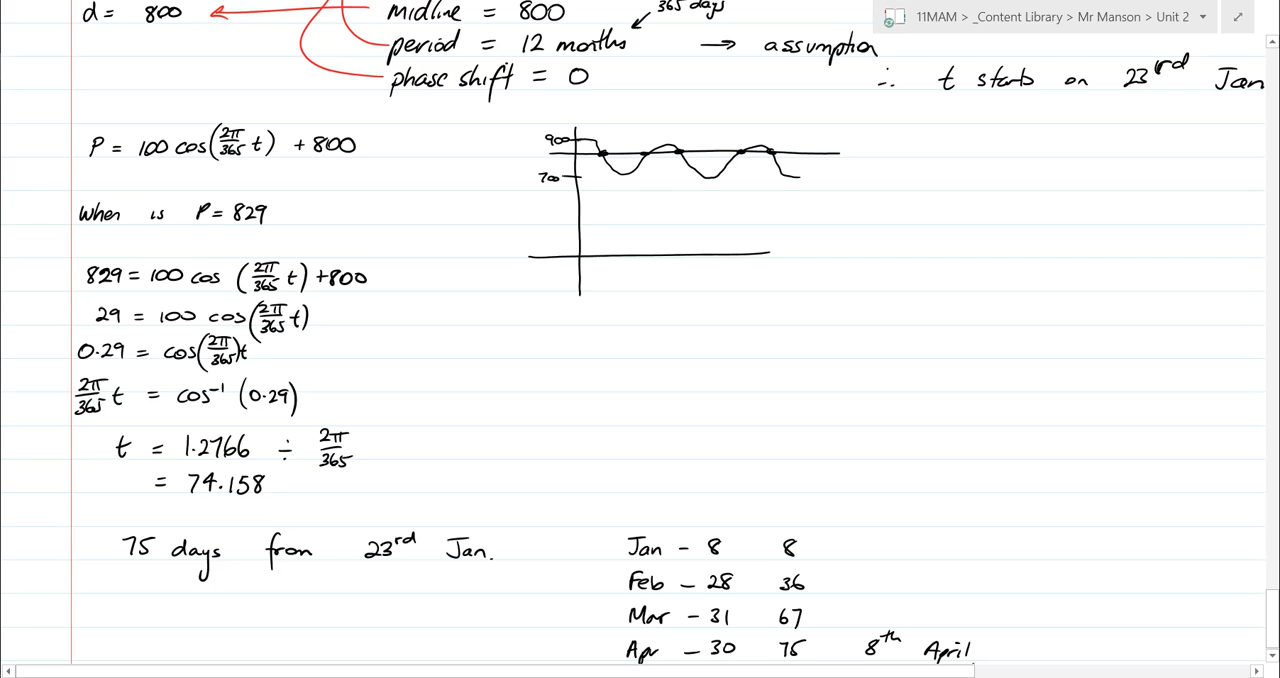 11MAM > _Content Library > Mr Manson > Unit 2
d = 800
midline = 800
365 days
period = 12 months → assumption
phase shift = 0
∴ t starts on 23rd Jan
P = 100 cos(2π/365 t) + 800
900
700
When is P = 829
829 = 100 cos (2π/365 t) +800
29 = 100 cos(2π/365 t)
0.29 = cos(2π/365)t
2π/365 t = cos⁻¹ (0.29)
t = 1.2766 ÷ 2π/365
= 74.158
75 days from 23rd Jan.
Jan - 8 8
Feb - 28 36
Mar - 31 67
Apr - 30 75 8th April